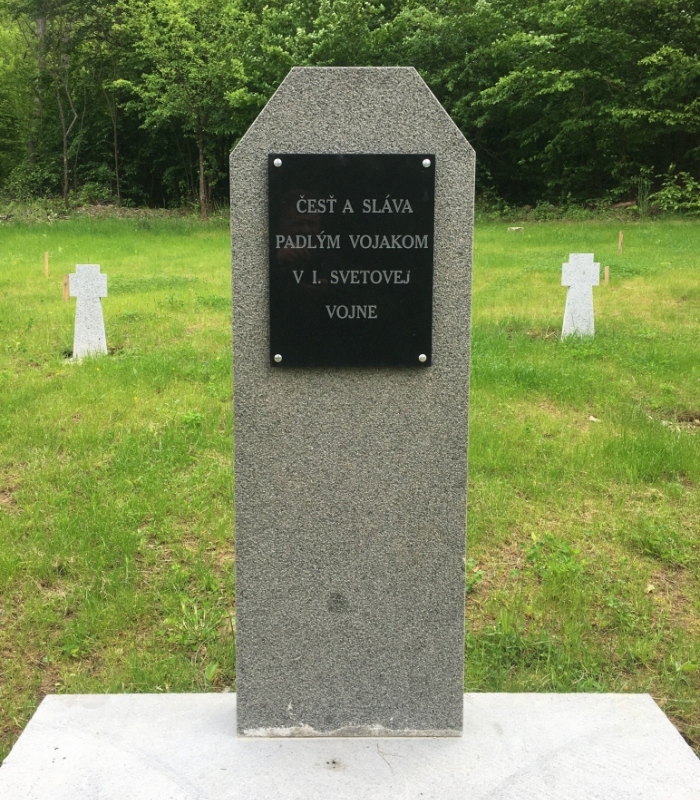 ČESŤ A SLÁVA
PADLÝM VOJAKOM
V I. SVETOVEJ
VOJNE